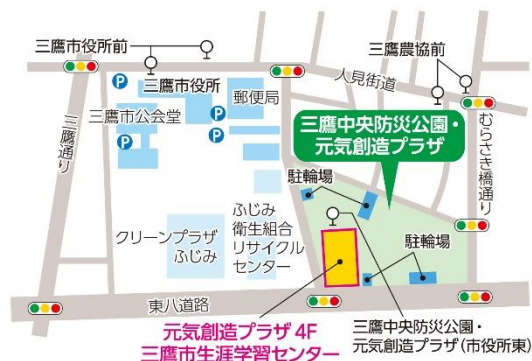 三鷹市役所前
三鷹農協前
人見街道
P
三鷹市役所
郵便局
三鷹市公会堂
P
P
三鷹通り
むらさき橋通り
三鷹中央防災公園・
元気創造プラザ
駐輪場
ふじみ
衛生組合
リサイクル
センター
クリーンプラザ
ふじみ
駐輪場
東八道路
元気創造プラザ 4F
三鷹市生涯学習センター
三鷹中央防災公園・
元気創造プラザ(市役所東)